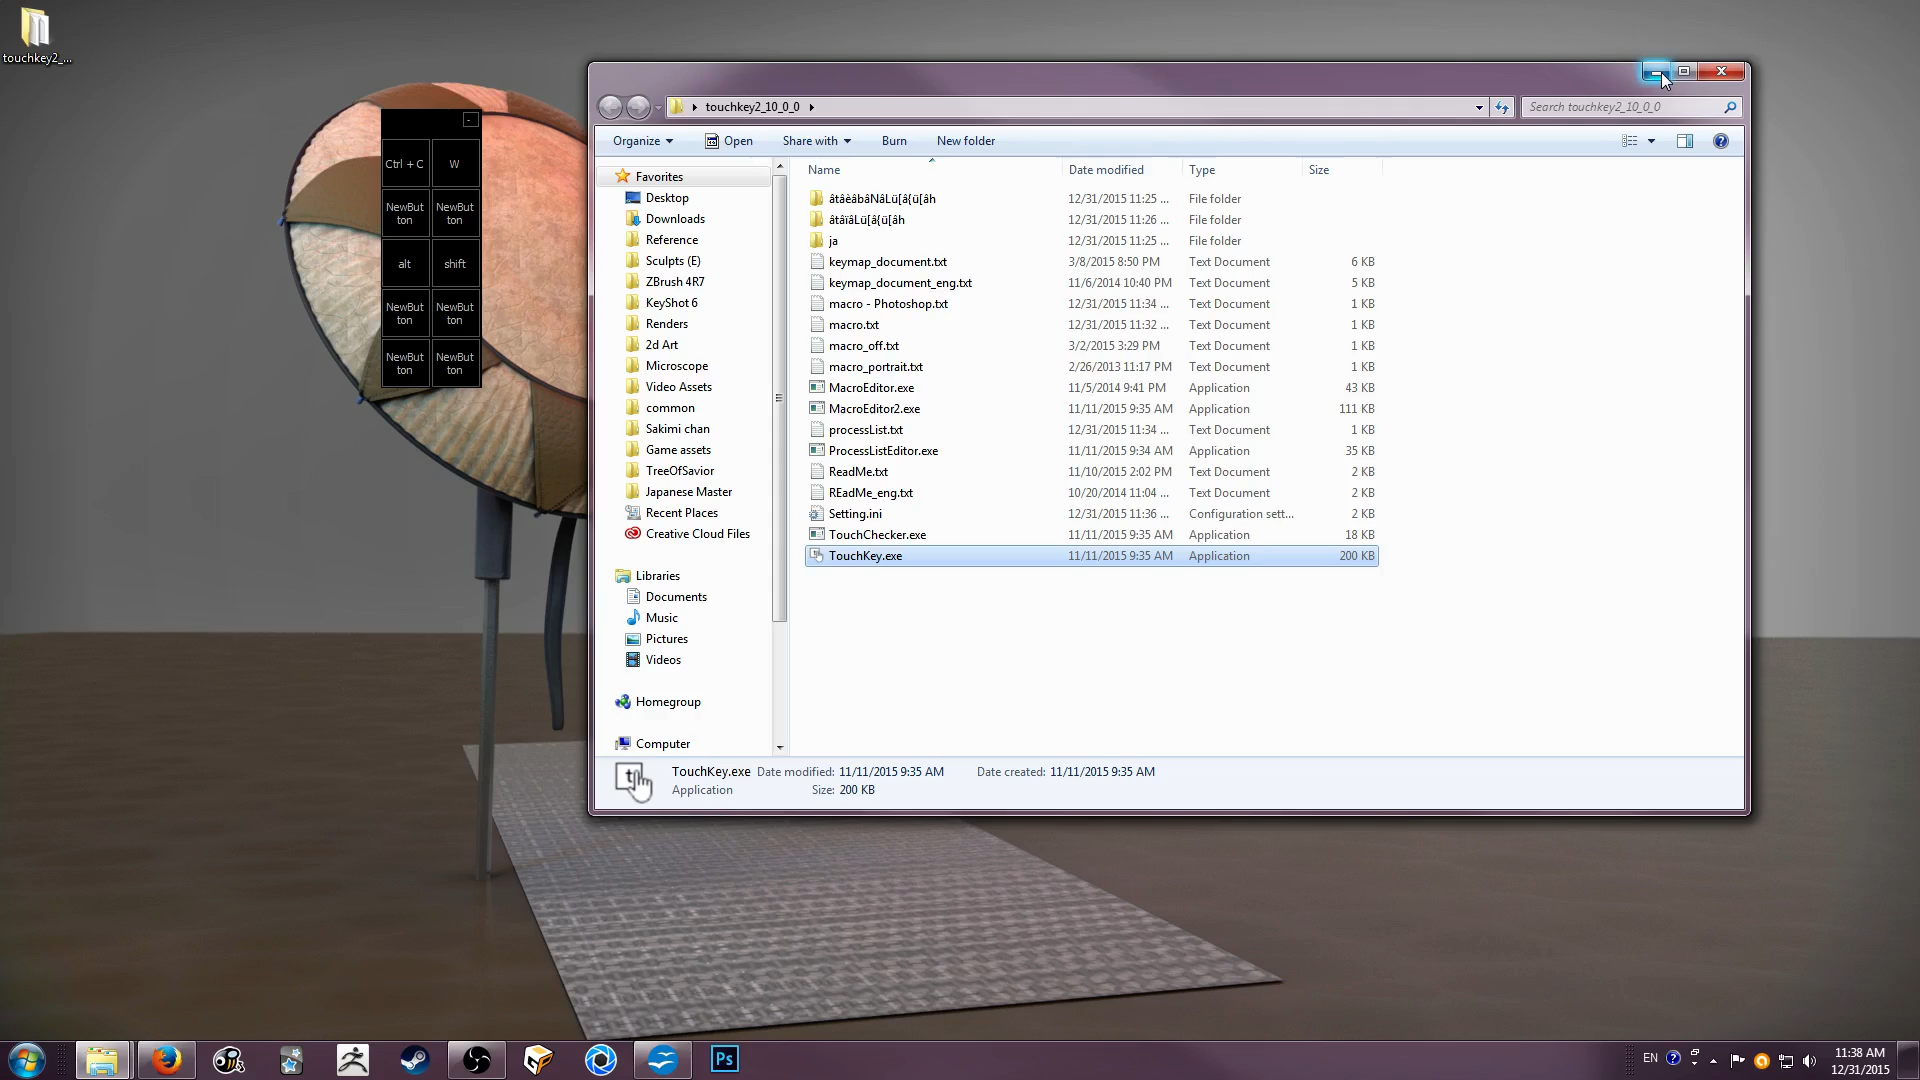 touchkey2_...
-
Ctrl + C W
NewBut
ton
NewBut
ton
alt shift
NewBut
ton
NewBut
ton
NewBut
ton
NewBut
ton
touchkey2_10_0_0
Search touchkey2_10_0_0
Organize Open Share with Burn New folder
Favorites
Desktop
Downloads
Reference
Sculpts (E)
ZBrush 4R7
KeyShot 6
Renders
2d Art
Microscope
Video Assets
common
Sakimi chan
Game assets
TreeOfSavior
Japanese Master
Recent Places
Creative Cloud Files
Libraries
Documents
Music
Pictures
Videos
Homegroup
Computer
Name Date modified Type Size
âtâèâbâNâLü[â{ü[âh 12/31/2015 11:25 ... File folder
âtâïâLü[â{ü[âh 12/31/2015 11:26 ... File folder
ja 12/31/2015 11:25 ... File folder
keymap_document.txt 3/8/2015 8:50 PM Text Document 6 KB
keymap_document_eng.txt 11/6/2014 10:40 PM Text Document 5 KB
macro - Photoshop.txt 12/31/2015 11:34 ... Text Document 1 KB
macro.txt 12/31/2015 11:32 ... Text Document 1 KB
macro_off.txt 3/2/2015 3:29 PM Text Document 1 KB
macro_portrait.txt 2/26/2013 11:17 PM Text Document 1 KB
MacroEditor.exe 11/5/2014 9:41 PM Application 43 KB
MacroEditor2.exe 11/11/2015 9:35 AM Application 111 KB
processList.txt 12/31/2015 11:34 ... Text Document 1 KB
ProcessListEditor.exe 11/11/2015 9:34 AM Application 35 KB
ReadMe.txt 11/10/2015 2:02 PM Text Document 2 KB
REadMe_eng.txt 10/20/2014 11:04 ... Text Document 2 KB
Setting.ini 12/31/2015 11:36 ... Configuration sett... 2 KB
TouchChecker.exe 11/11/2015 9:35 AM Application 18 KB
TouchKey.exe 11/11/2015 9:35 AM Application 200 KB
TouchKey.exe Date modified: 11/11/2015 9:35 AM Date created: 11/11/2015 9:35 AM
Application Size: 200 KB
Ps
EN
11:38 AM
12/31/2015